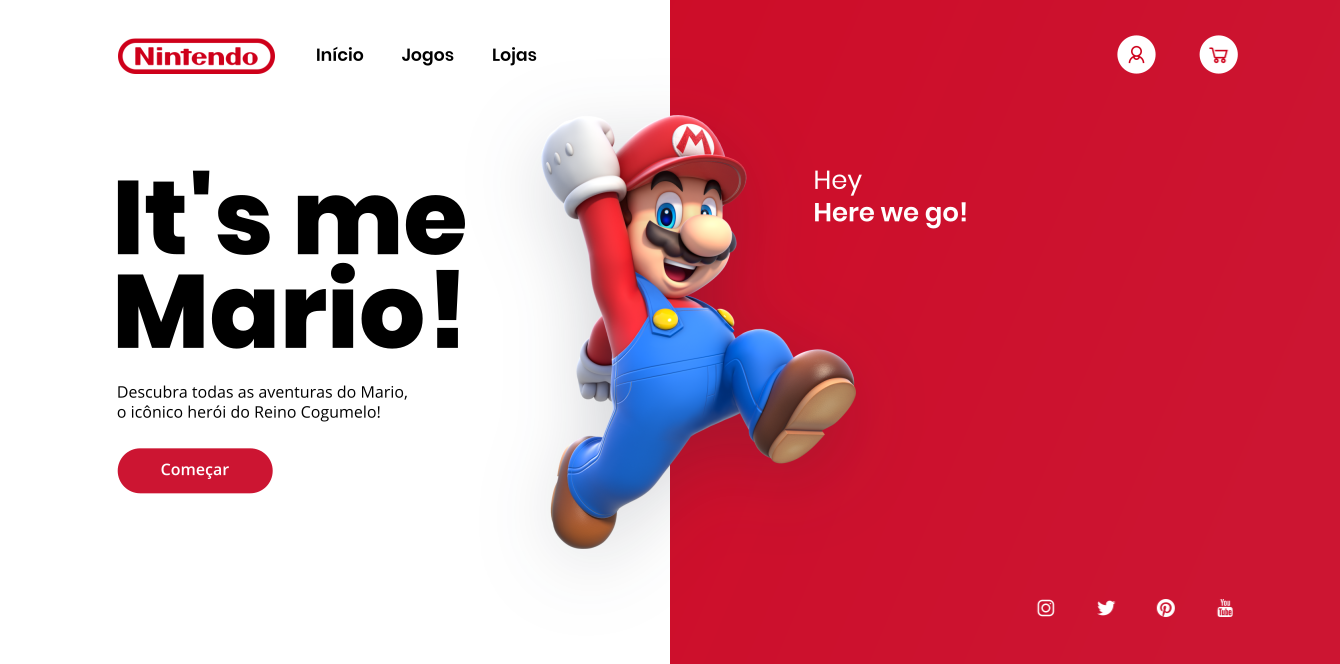 Nintendo
Início
Jogos
Lojas
M
It's me
Mario!
Hey
Here we go!
Descubra todas as aventuras do Mario,
o icônico herói do Reino Cogumelo!
Começar
You
Tube